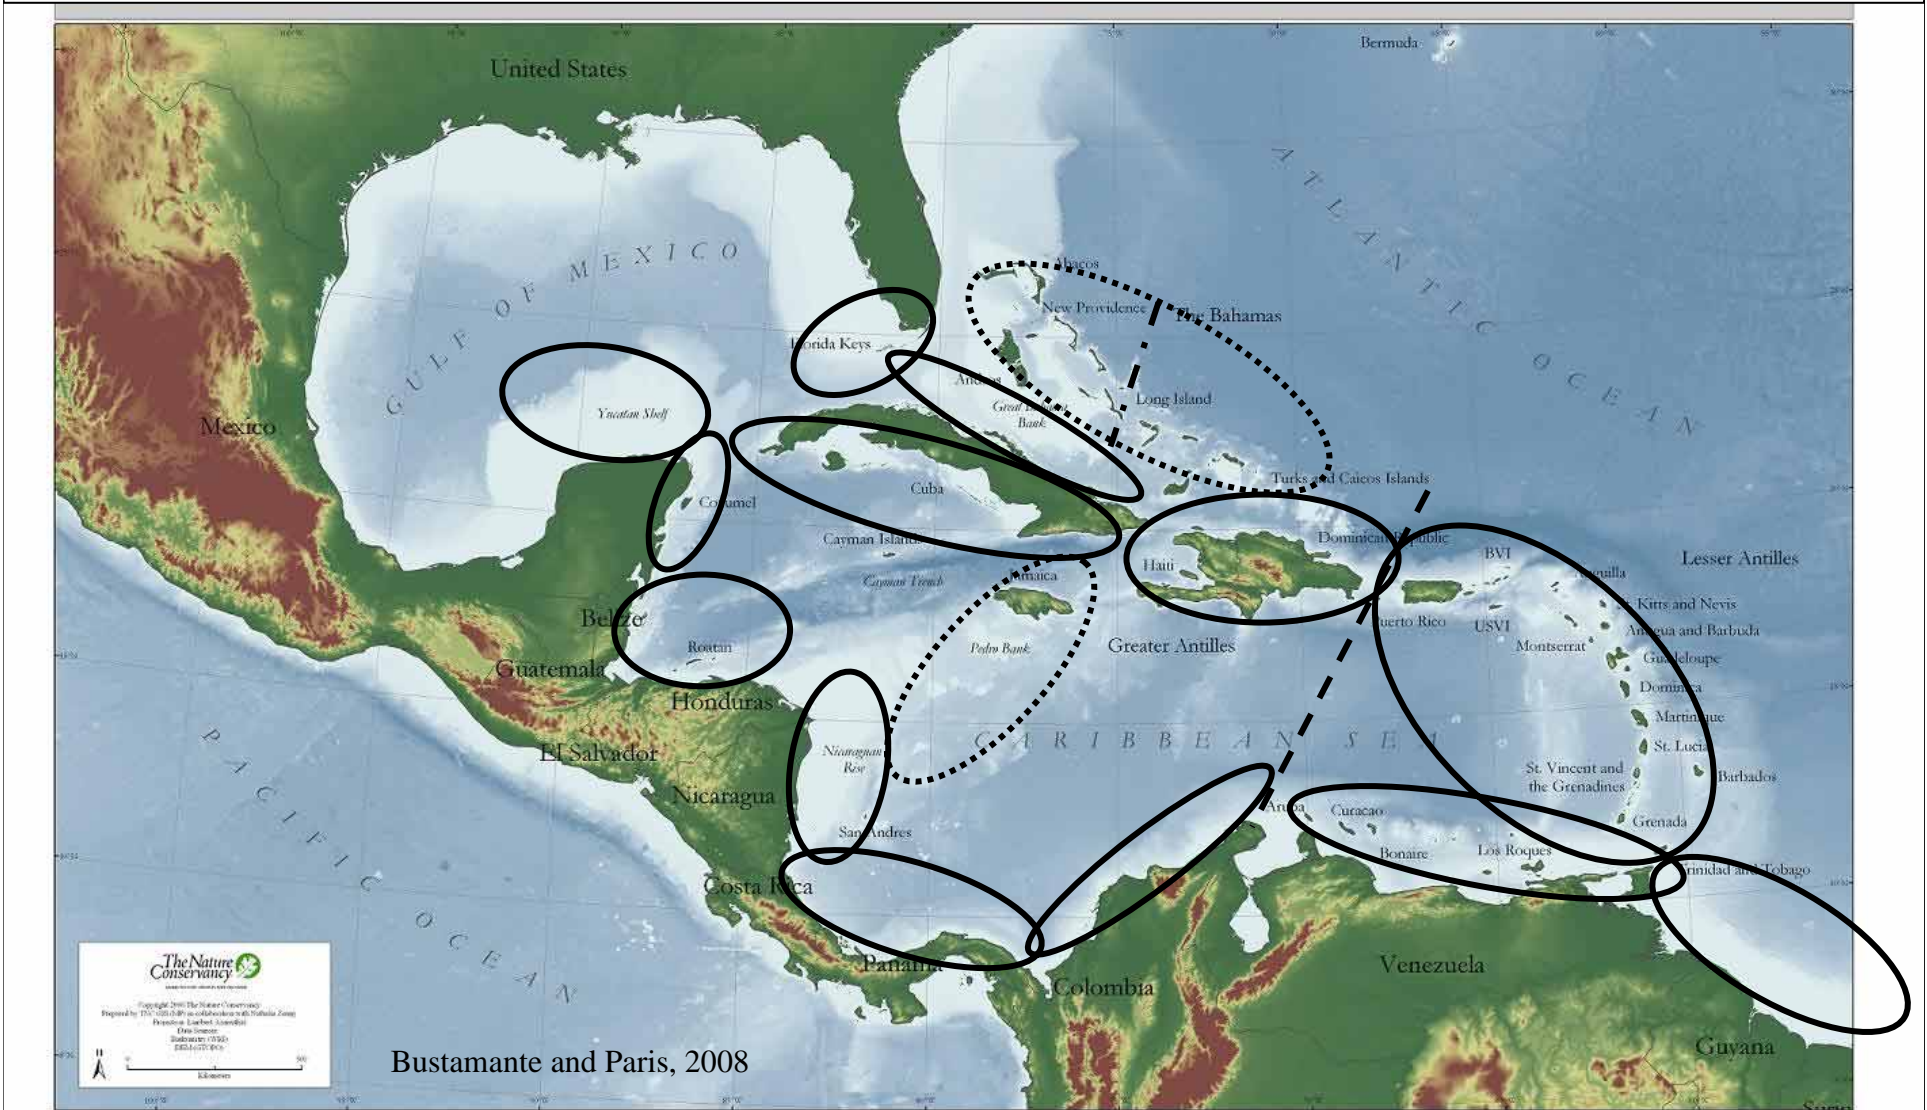 Bermuda
United States
ATLANTIC OCEAN
GULF OF MEXICO
Abacos
New Providence
The Bahamas
Florida Keys
Andros
Long Island
Yucatan Shelf
Great Bahama
Bank
Mexico
Turks and Caicos Islands
Cuba
Cozumel
Cayman Islands
Dominican Republic
BVI
Lesser Antilles
Haiti
Anguilla
Cayman Trench
Jamaica
St. Kitts and Nevis
Belize
Puerto Rico
USVI
Antigua and Barbuda
Roatan
Pedro Bank
Greater Antilles
Montserrat
Guadeloupe
Guatemala
Dominica
Honduras
Martinique
CARIBBEAN SEA
St. Lucia
El Salvador
Nicaraguan
Rise
St. Vincent and
the Grenadines
Barbados
PACIFIC OCEAN
Nicaragua
Aruba
Curacao
Grenada
San Andres
Bonaire
Los Roques
Trinidad and Tobago
Costa Rica
Panama
Venezuela
Colombia
The Nature
Conservancy
Guyana
Bustamante and Paris, 2008
Kilometers
N